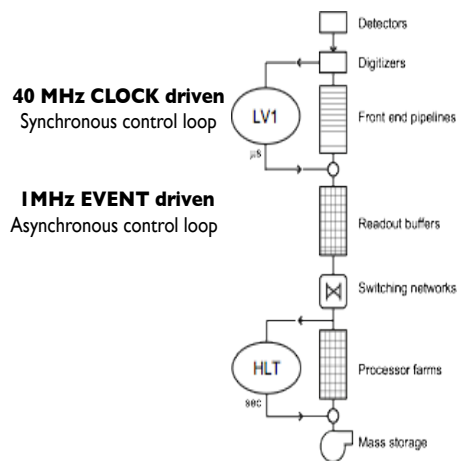 Detectors
Digitizers
40 MHz CLOCK driven
Synchronous control loop
LV1
Front end pipelines
µs
1MHz EVENT driven
Asynchronous control loop
Readout buffers
Switching networks
HLT
Processor farms
sec
Mass storage